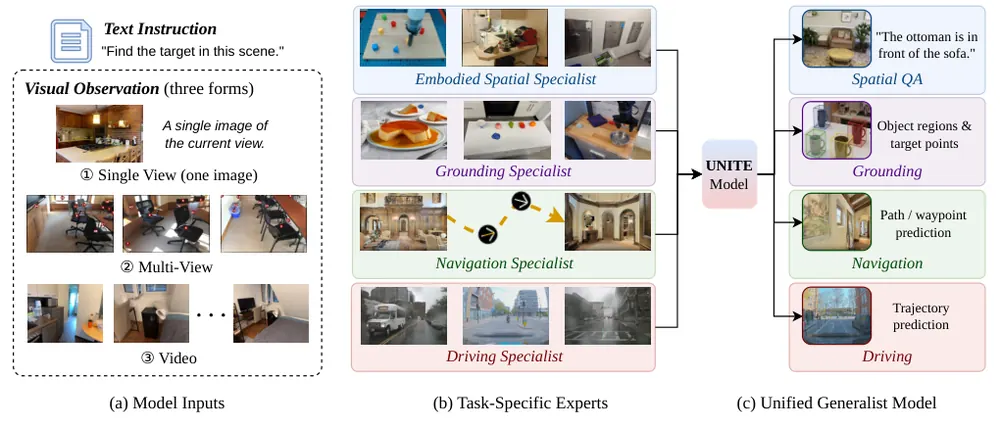 Text Instruction
"Find the target in this scene."
Visual Observation (three forms)
A single image of
the current view.
① Single View (one image)
② Multi-View
③ Video
(a) Model Inputs
Embodied Spatial Specialist
Grounding Specialist
Navigation Specialist
Driving Specialist
(b) Task-Specific Experts
UNITE
Model
"The ottoman is in
front of the sofa."
Spatial QA
Object regions &
target points
Grounding
Path / waypoint
prediction
Navigation
Trajectory
prediction
Driving
(c) Unified Generalist Model